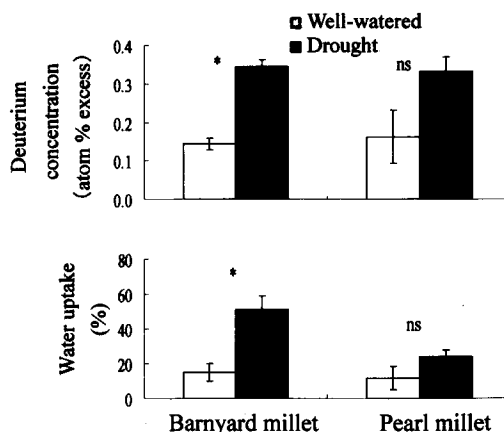 Well-watered
Drought
Deuterium
concentration
(atom % excess)
0.4
0.3
0.2
0.1
0.0
*
ns
Water uptake
(%)
80
60
40
20
0
*
ns
Barnyard millet
Pearl millet